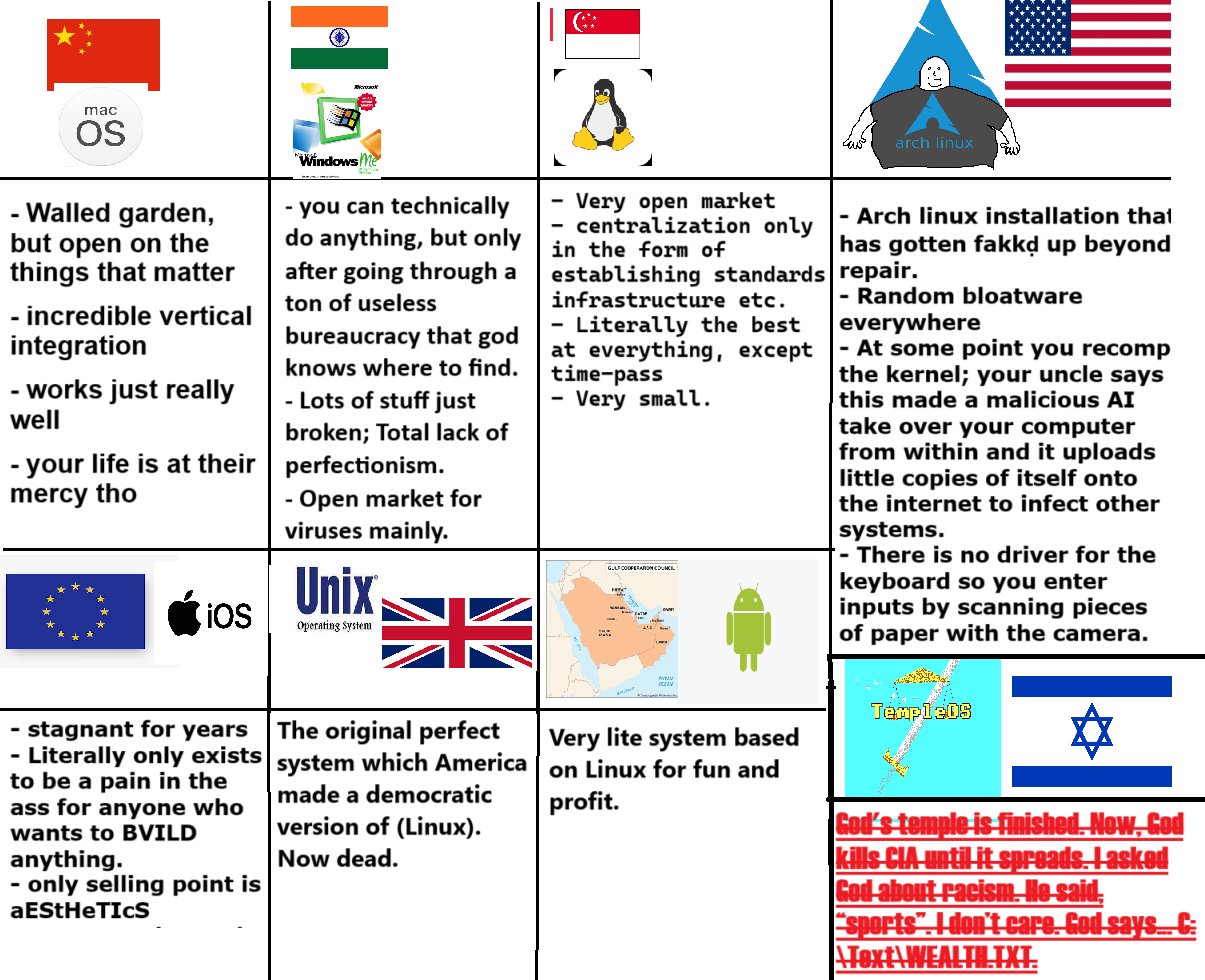 mac
OS
Microsoft
Microsoft
Windows Me
arch linux
- Walled garden,
but open on the
things that matter
- incredible vertical
integration
- works just really
well
- your life is at their
mercy tho
- you can technically
do anything, but only
after going through a
ton of useless
bureaucracy that god
knows where to find.
- Lots of stuff just
broken; Total lack of
perfectionism.
- Open market for
viruses mainly.
- Very open market
- centralization only
in the form of
establishing standards
infrastructure etc.
- Literally the best
at everything, except
time-pass
- Very small.
- Arch linux installation that
has gotten fakkḍ up beyond
repair.
- Random bloatware
everywhere
- At some point you recomp
the kernel; your uncle says
this made a malicious AI
take over your computer
from within and it uploads
little copies of itself onto
the internet to infect other
systems.
- There is no driver for the
keyboard so you enter
inputs by scanning pieces
of paper with the camera.
iOS
Unix®
Operating System
GULF COOPERATION COUNCIL
TempleOS
- stagnant for years
- Literally only exists
to be a pain in the
ass for anyone who
wants to BVILD
anything.
- only selling point is
aEStHeTIcS
The original perfect
system which America
made a democratic
version of (Linux).
Now dead.
Very lite system based
on Linux for fun and
profit.
God's temple is finished. Now, God
kills CIA until it spreads. I asked
God about racism. He said,
“sports”. I don't care. God says... C:
\Text\WEALTH.TXT.